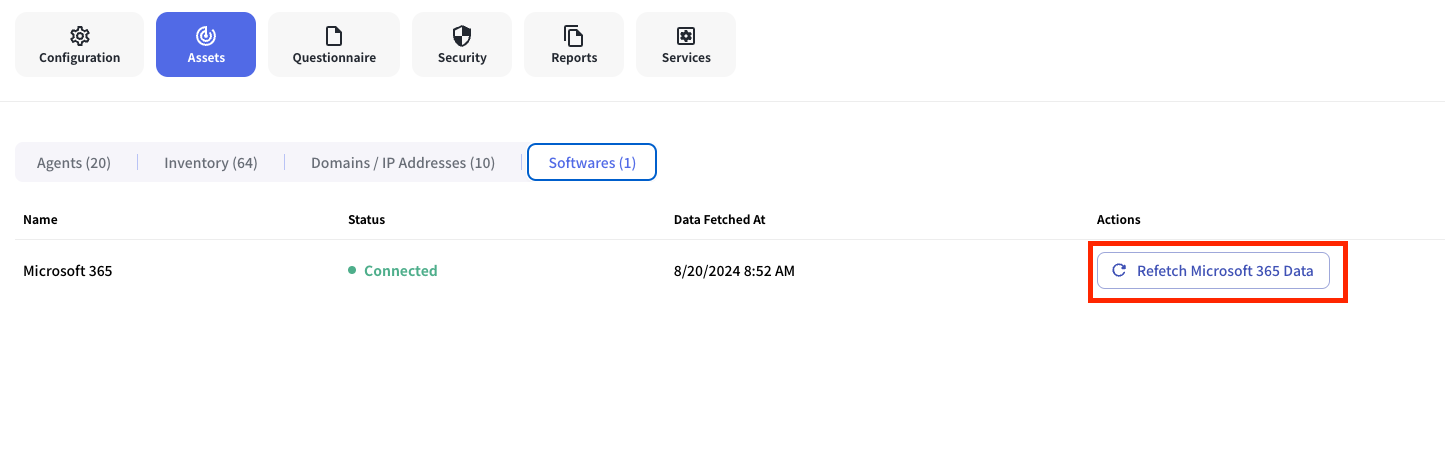 Configuration Assets Questionnaire Security Reports Services
Agents (20) Inventory (64) Domains / IP Addresses (10) Softwares (1)
Name Status Data Fetched At Actions
Microsoft 365 Connected 8/20/2024 8:52 AM Refetch Microsoft 365 Data